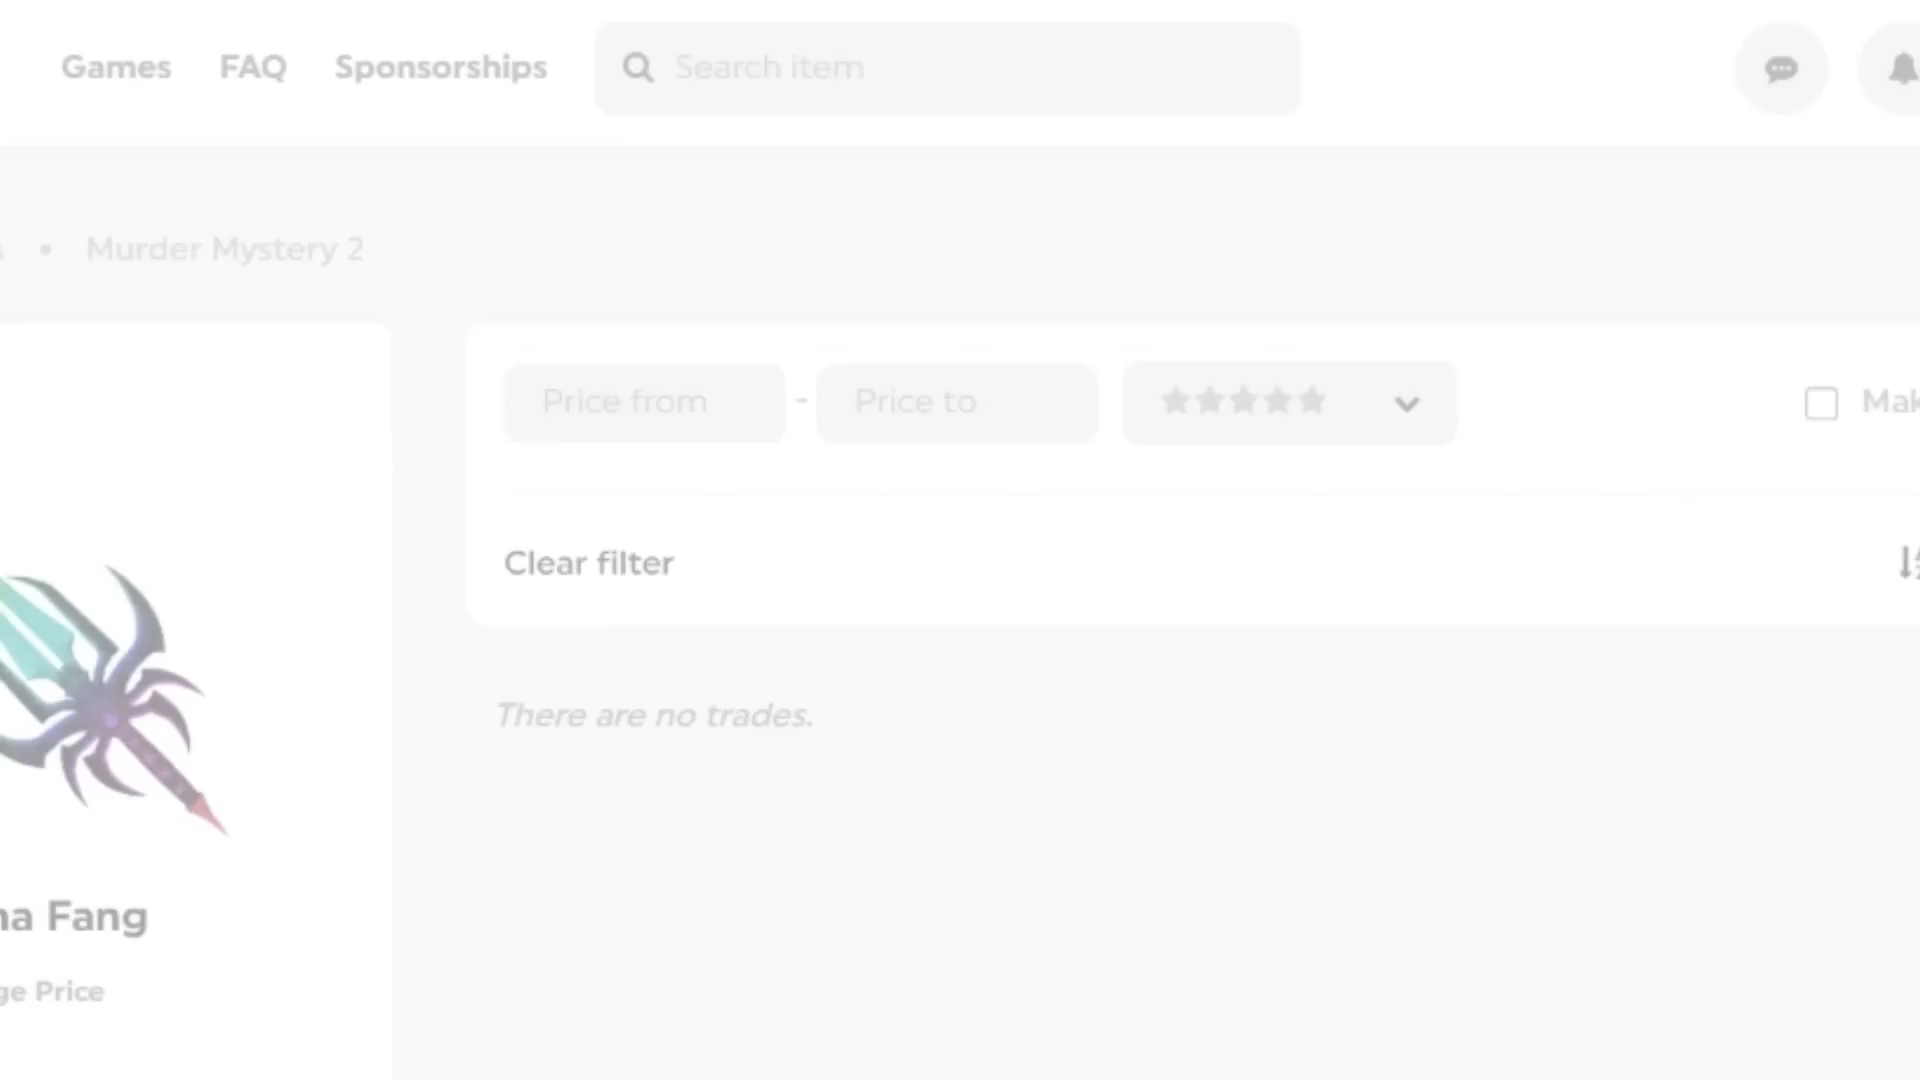 Games FAQ Sponsorships Search item
Murder Mystery 2
Price from - Price to
Clear filter
There are no trades.
Fang
Price